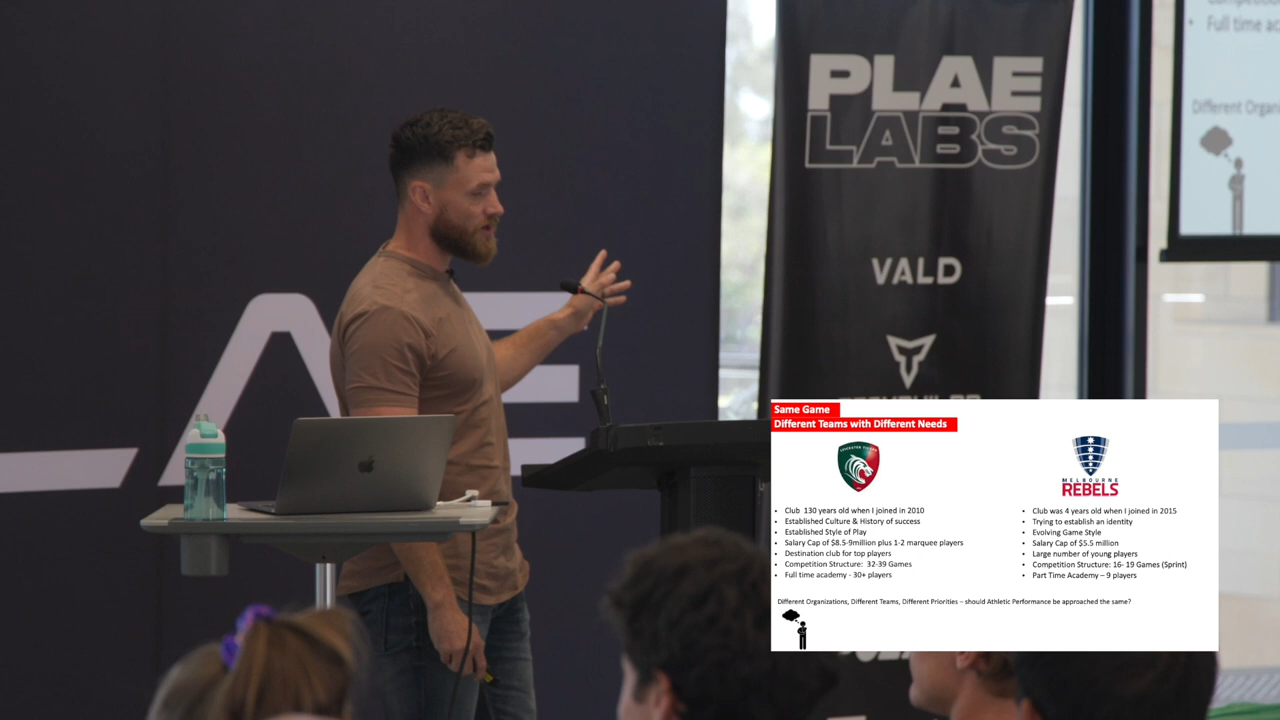 PLAE
LABS
VALD
Full time ac
Different Organ
LAE
Same Game
Different Teams with Different Needs
LEICESTER TIGERS
MELBOURNE
REBELS
• Club 130 years old when I joined in 2010
• Established Culture & History of success
• Established Style of Play
• Salary Cap of $8.5-9million plus 1-2 marquee players
• Destination club for top players
• Competition Structure: 32-39 Games
• Full time academy - 30+ players
• Club was 4 years old when I joined in 2015
• Trying to establish an identity
• Evolving Game Style
• Salary Cap of $5.5 million
• Large number of young players
• Competition Structure: 16- 19 Games (Sprint)
• Part Time Academy – 9 players
Different Organizations, Different Teams, Different Priorities – should Athletic Performance be approached the same?